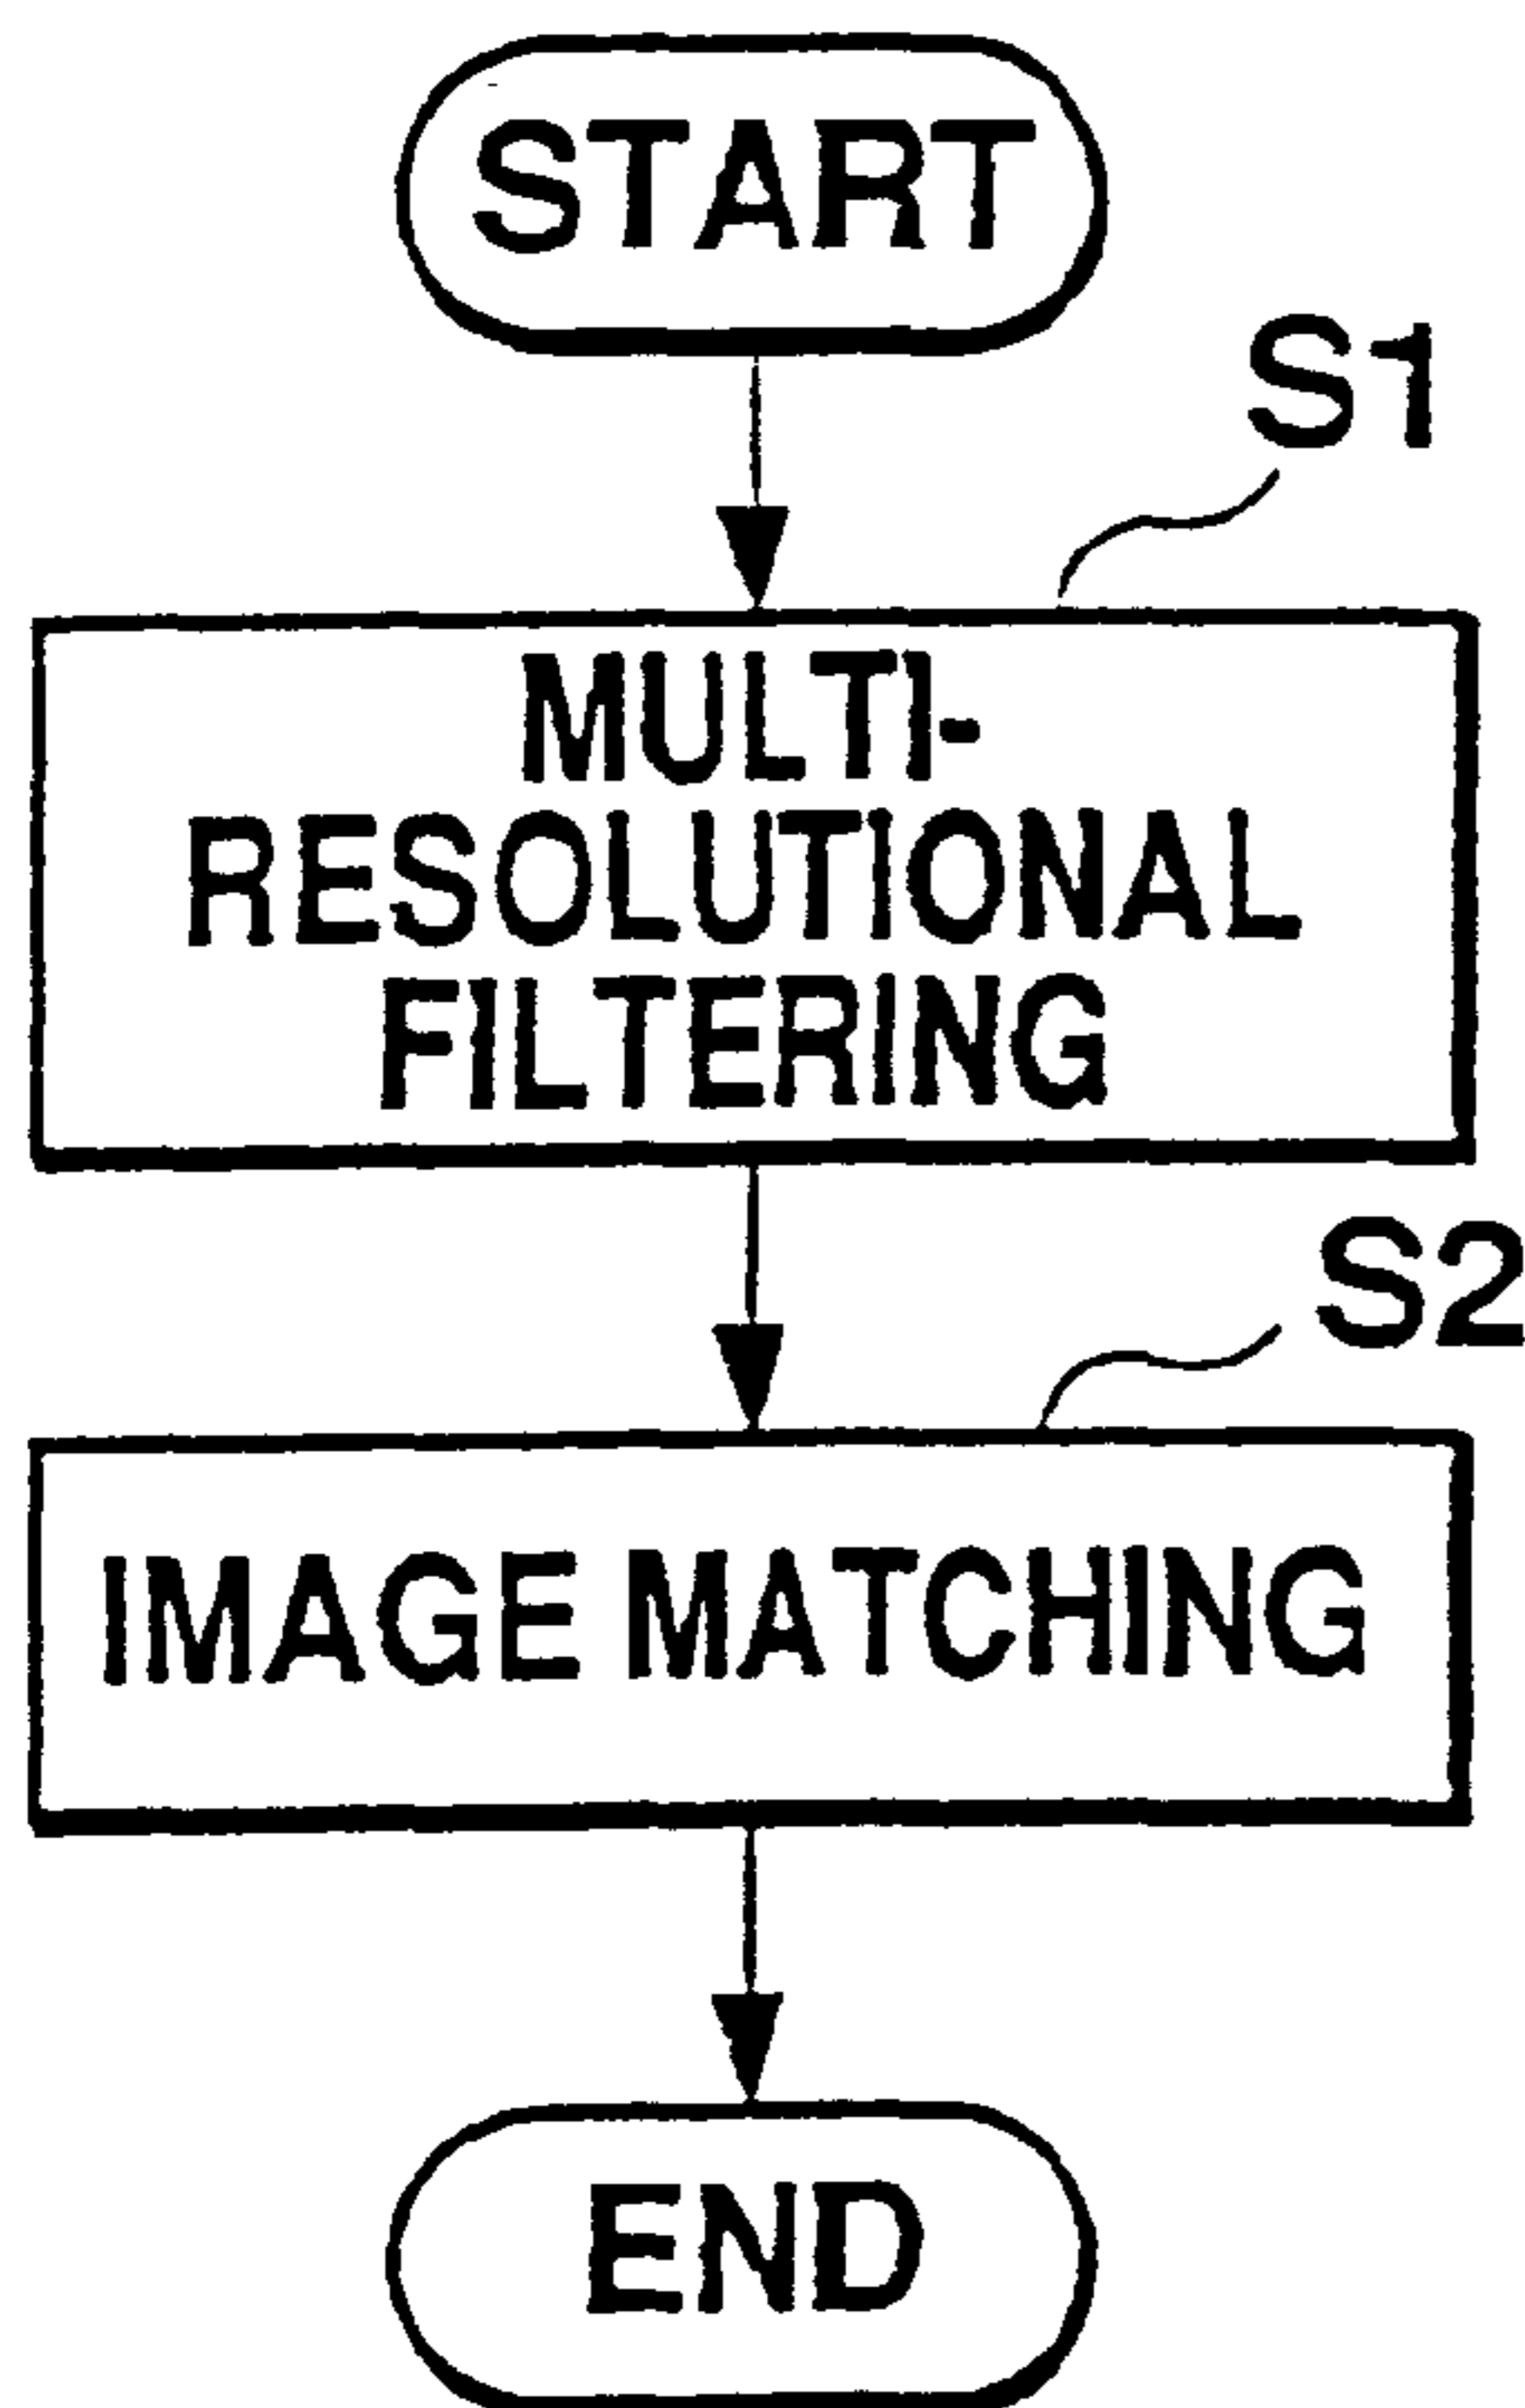 START
S1
MULTI-
RESOLUTIONAL
FILTERING
S2
IMAGE MATCHING
END